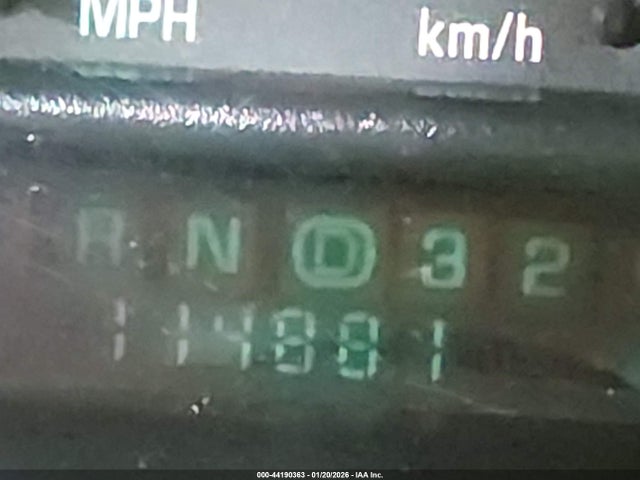 MPH km/h
R N D 3 2
114881
000-44190363 - 01/20/2026 - IAA Inc.